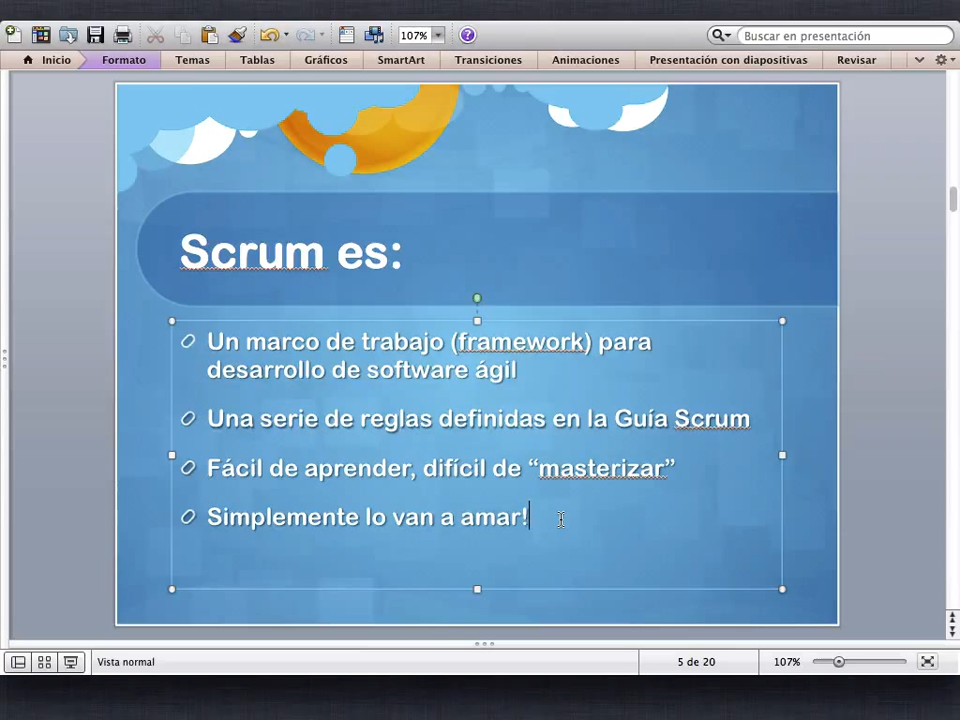 107%
Buscar en presentación
Inicio Formato Temas Tablas Gráficos SmartArt Transiciones Animaciones Presentación con diapositivas Revisar
Scrum es:
Un marco de trabajo (framework) para
desarrollo de software ágil
Una serie de reglas definidas en la Guía Scrum
Fácil de aprender, difícil de “masterizar”
Simplemente lo van a amar!
Vista normal 5 de 20 107%